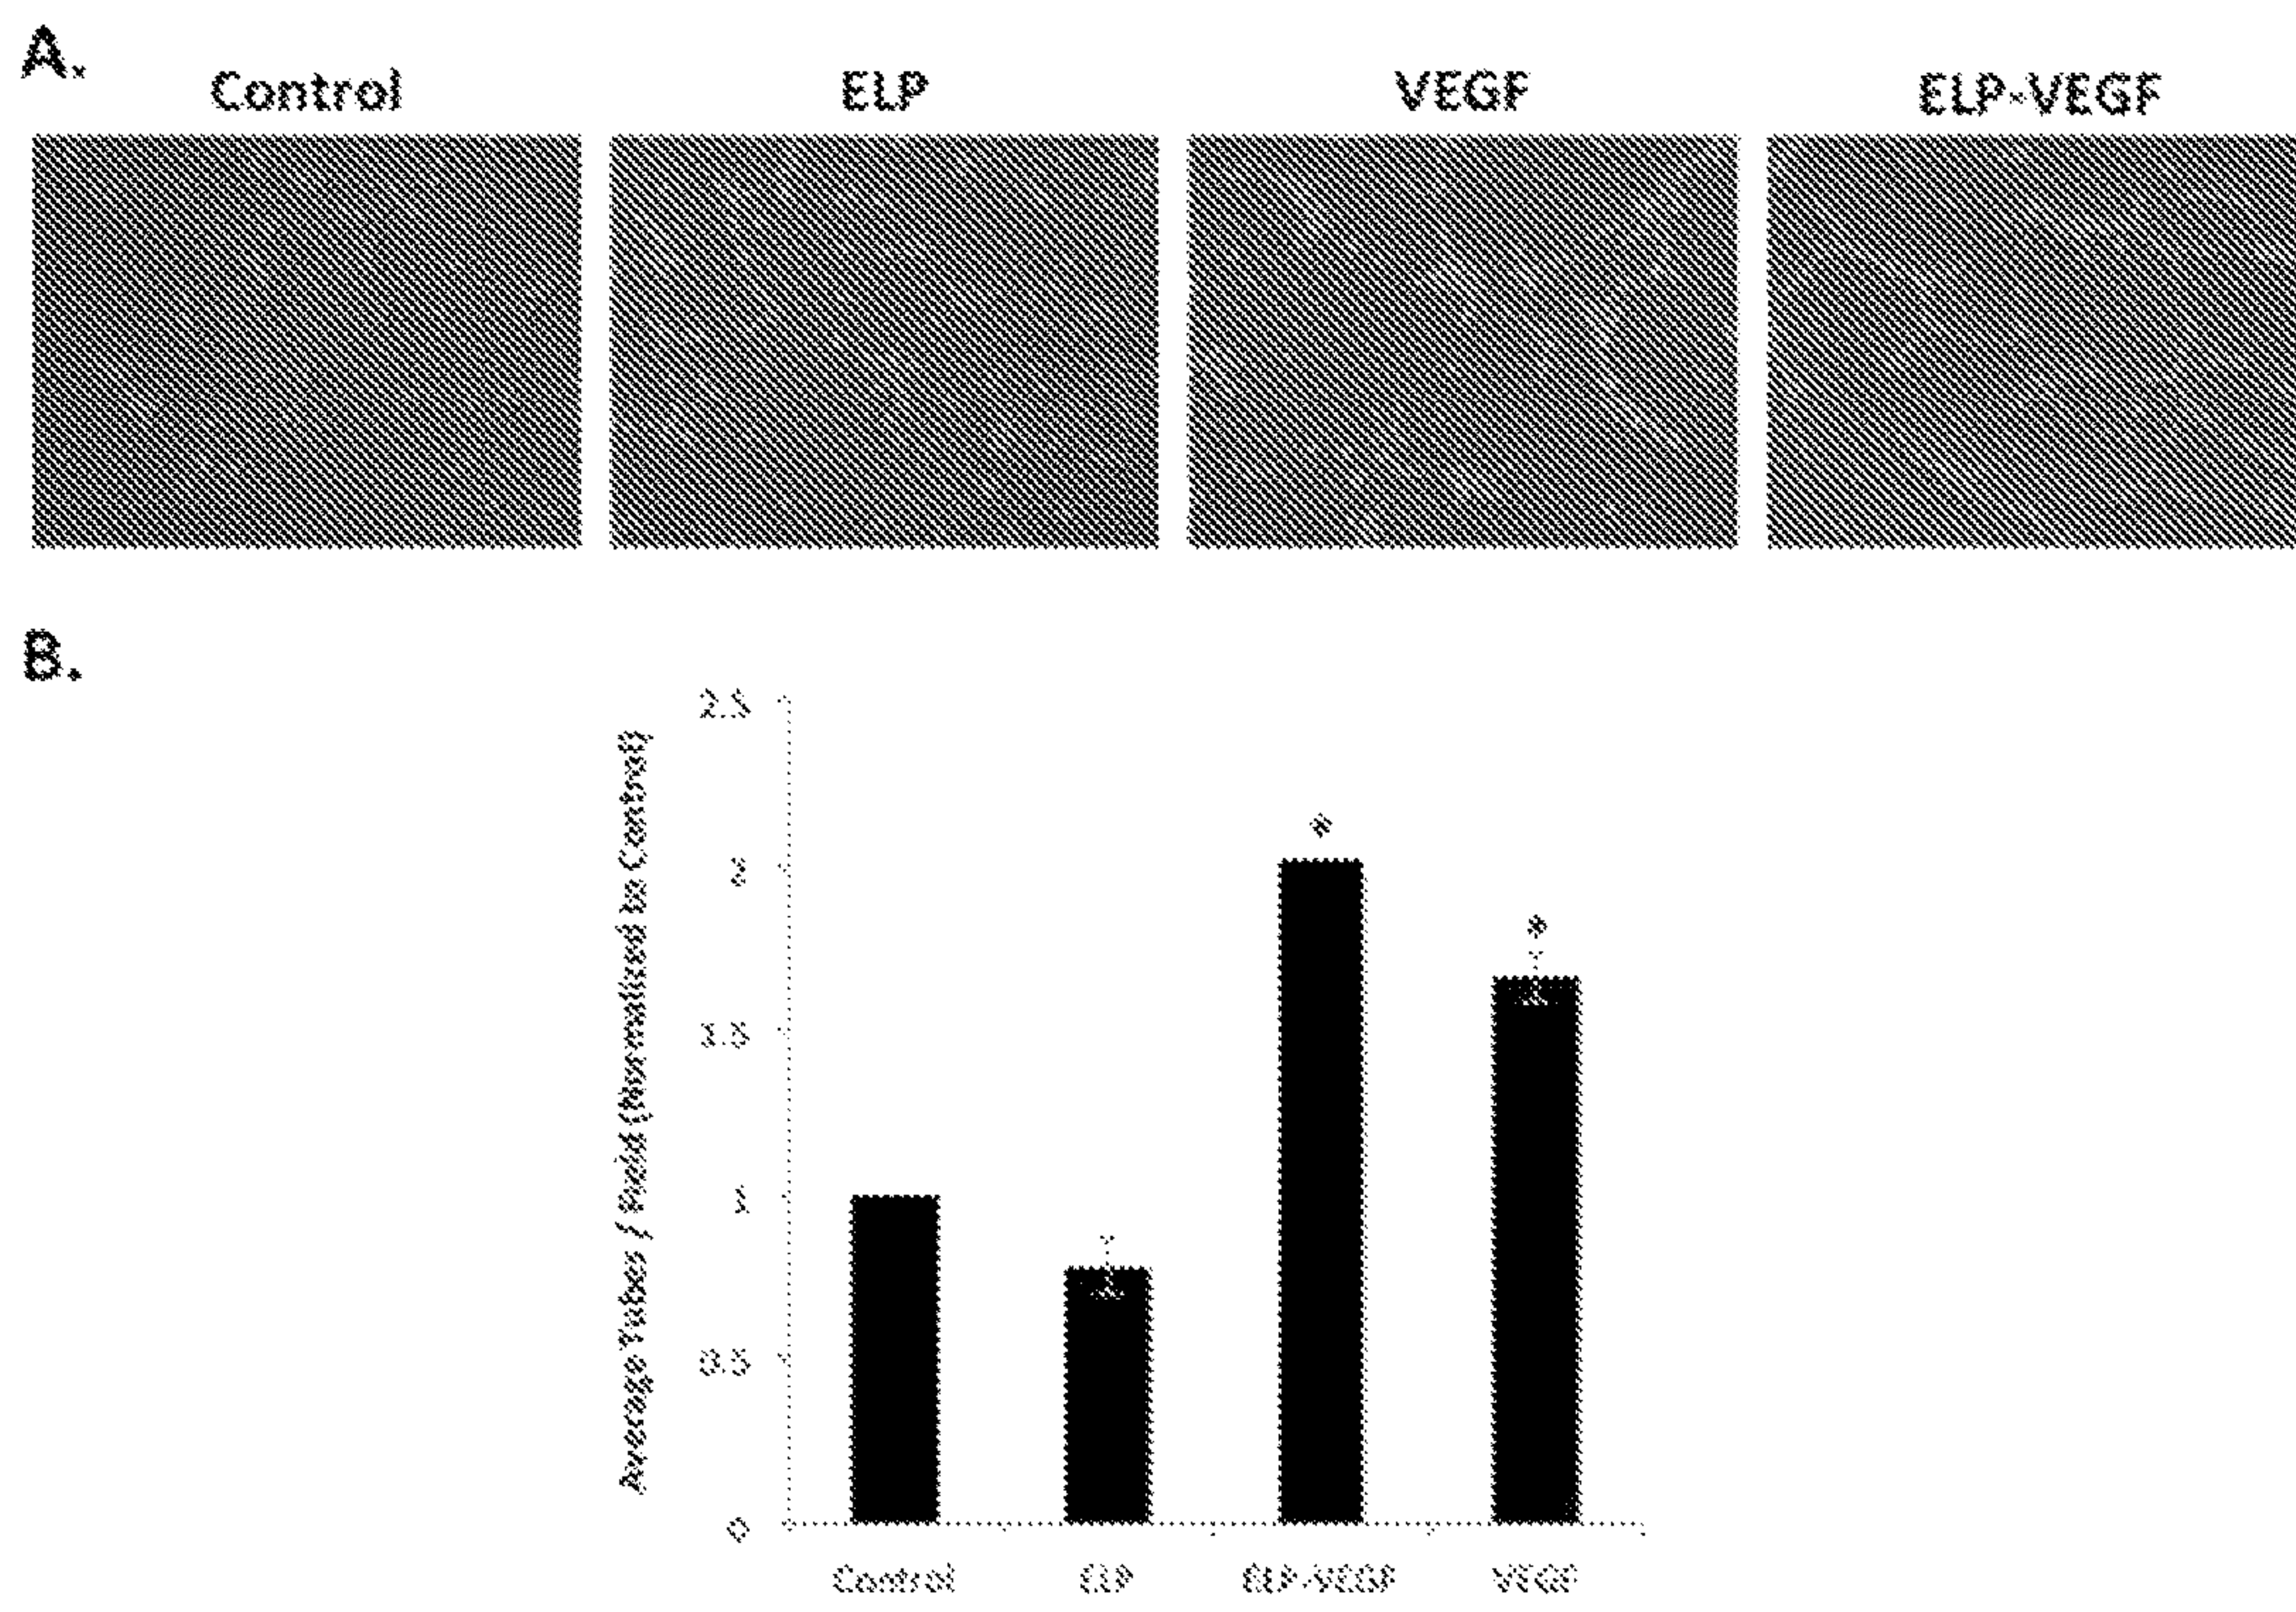 A.
Control ELP VEGF ELP-VEGF
B.
Average Tubes / Field (Normalized to Control)
2.5
2
1.5
1
0.5
0
Control ELP ELP-VEGF VEGF
* *